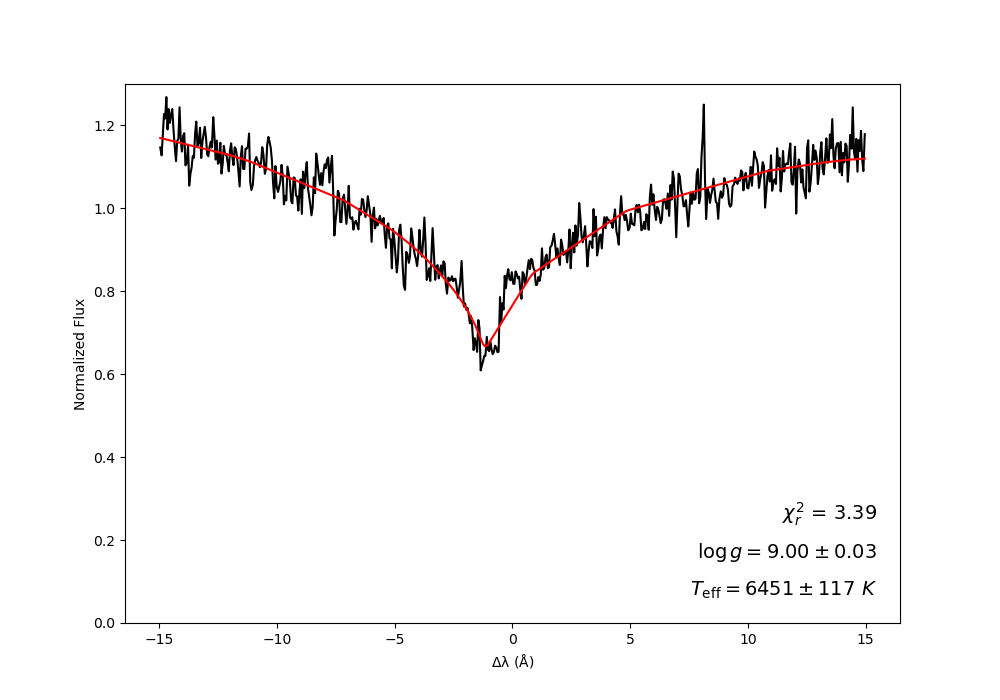 1.2
1.0
0.8
0.6
0.4
0.2
0.0
Normalized Flux
χ²ᵣ = 3.39
log g = 9.00 ± 0.03
T_eff = 6451 ± 117 K
−15 −10 −5 0 5 10 15
Δλ (Å)